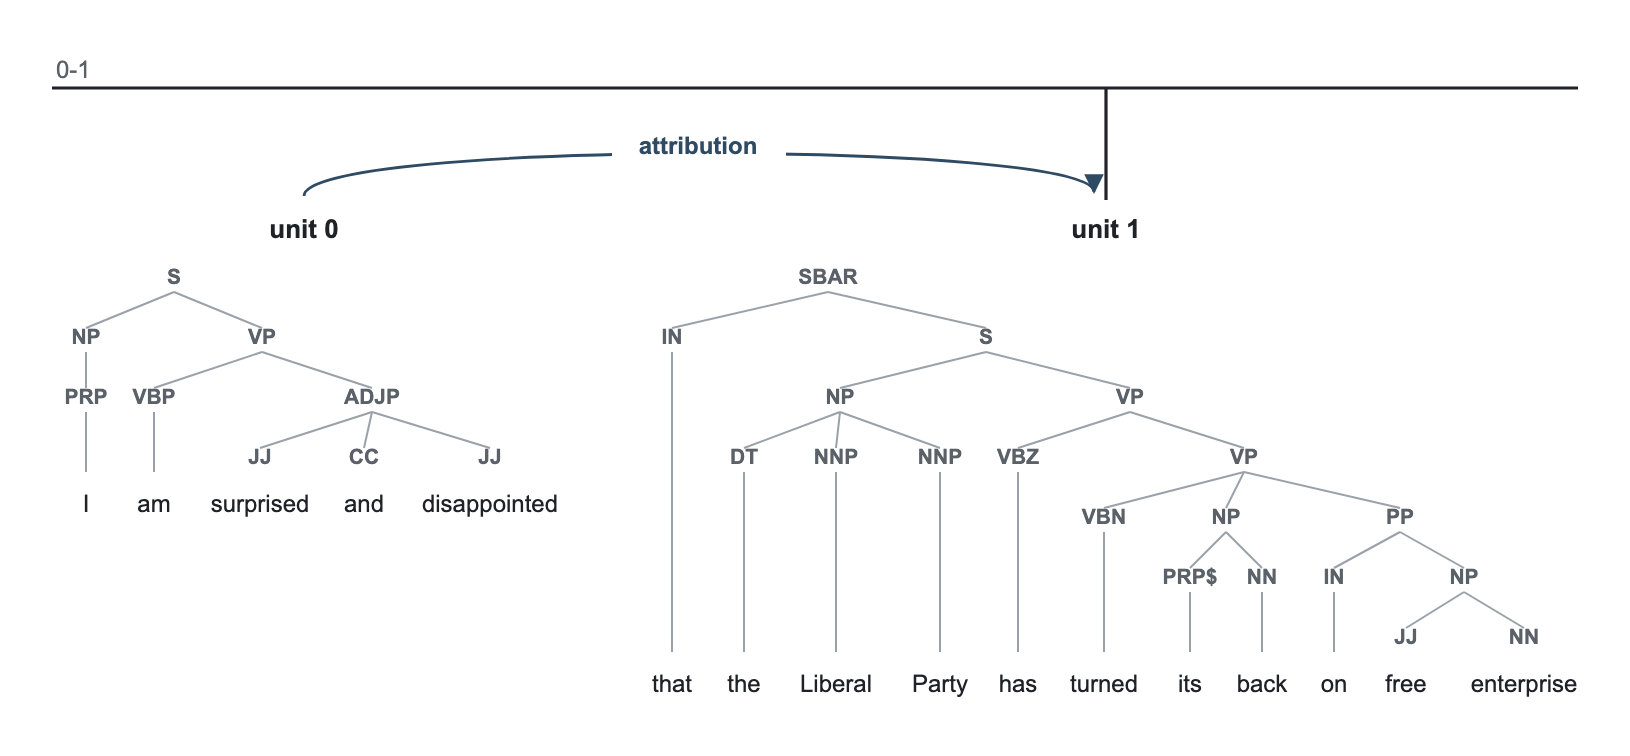 0-1
attribution
unit 0 unit 1
S SBAR
NP VP IN S
PRP VBP ADJP NP VP
JJ CC JJ DT NNP NNP VBZ VP
I am surprised and disappointed
VBN NP PP
PRP$ NN IN NP
JJ NN
that the Liberal Party has turned its back on free enterprise